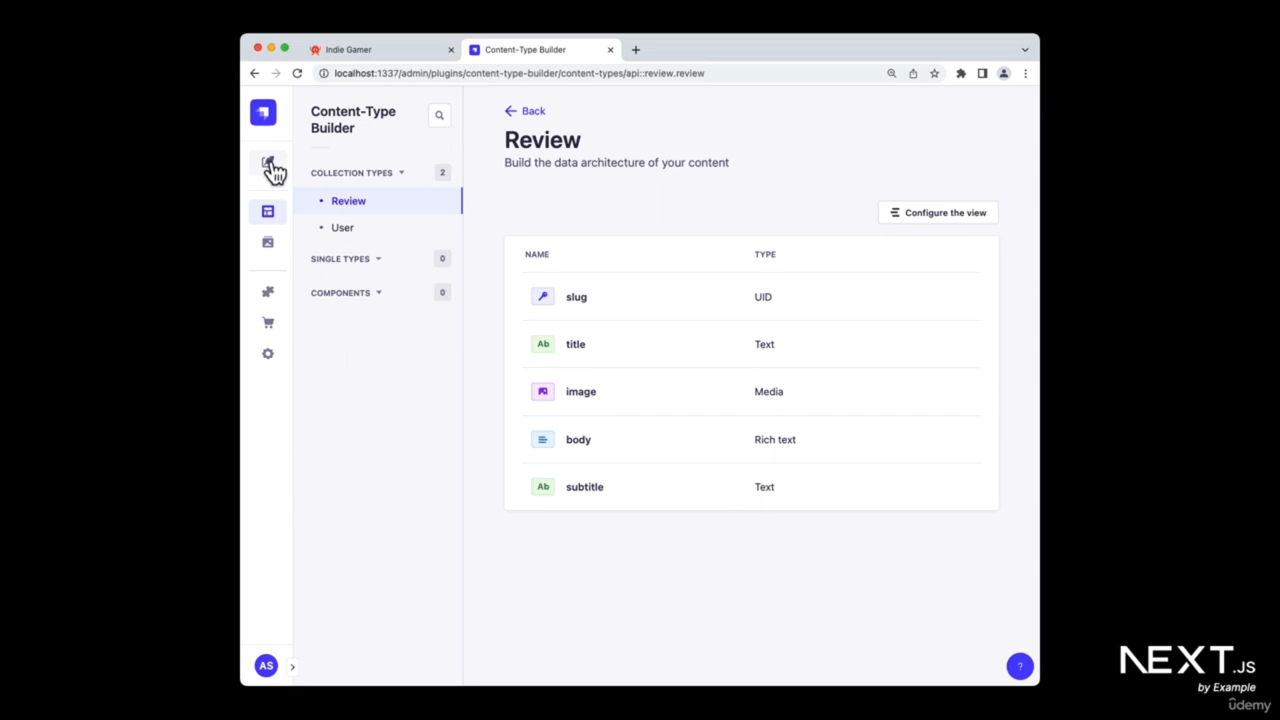 Indie Gamer
Content-Type Builder
localhost:1337/admin/plugins/content-type-builder/content-types/api::review.review
Content-Type
Builder
COLLECTION TYPES
2
Review
User
SINGLE TYPES
0
COMPONENTS
0
AS
Back
Review
Build the data architecture of your content
Configure the view
NAME TYPE
slug UID
Ab title Text
image Media
body Rich text
Ab subtitle Text
?
NEXT.JS
by Example
ûdemy